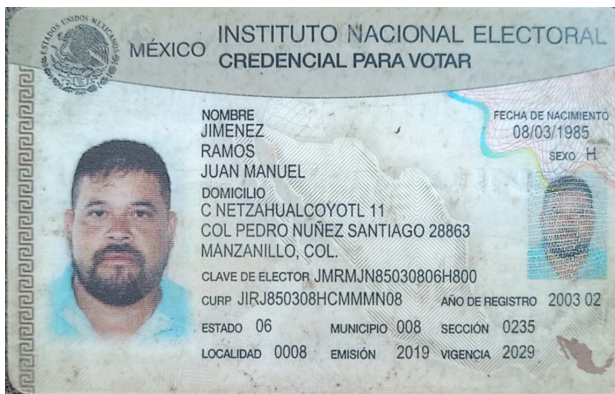 ESTADOS UNIDOS MEXICANOS
MÉXICO INSTITUTO NACIONAL ELECTORAL
CREDENCIAL PARA VOTAR
NOMBRE
JIMENEZ
RAMOS
JUAN MANUEL
FECHA DE NACIMIENTO
08/03/1985
SEXO H
DOMICILIO
C NETZAHUALCOYOTL 11
COL PEDRO NUÑEZ SANTIAGO 28863
MANZANILLO, COL.
CLAVE DE ELECTOR JMRMJN85030806H800
CURP JIRJ850308HCMMMN08 AÑO DE REGISTRO 2003 02
ESTADO 06 MUNICIPIO 008 SECCIÓN 0235
LOCALIDAD 0008 EMISIÓN 2019 VIGENCIA 2029